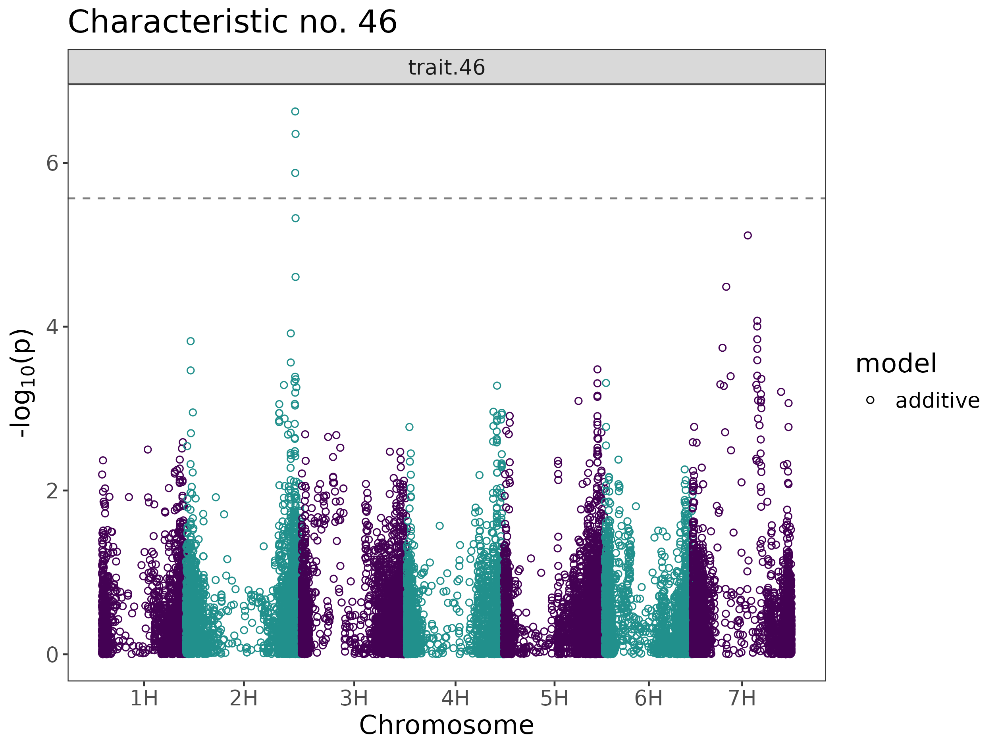 Characteristic no. 46
trait.46
6
4
2
0
-log10(p)
1H 2H 3H 4H 5H 6H 7H
Chromosome
model
additive